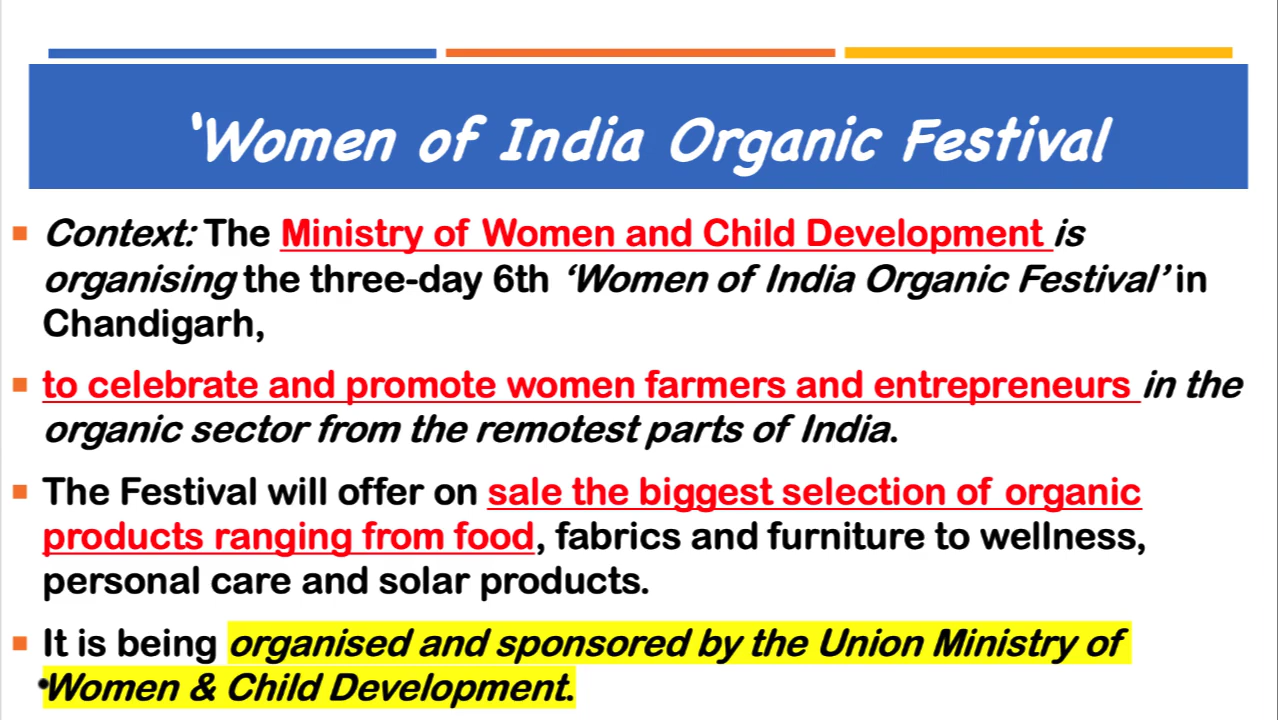 ‘Women of India Organic Festival
Context: The Ministry of Women and Child Development is
organising the three-day 6th ‘Women of India Organic Festival’ in
Chandigarh,
to celebrate and promote women farmers and entrepreneurs in the
organic sector from the remotest parts of India.
The Festival will offer on sale the biggest selection of organic
products ranging from food, fabrics and furniture to wellness,
personal care and solar products.
It is being organised and sponsored by the Union Ministry of
Women & Child Development.